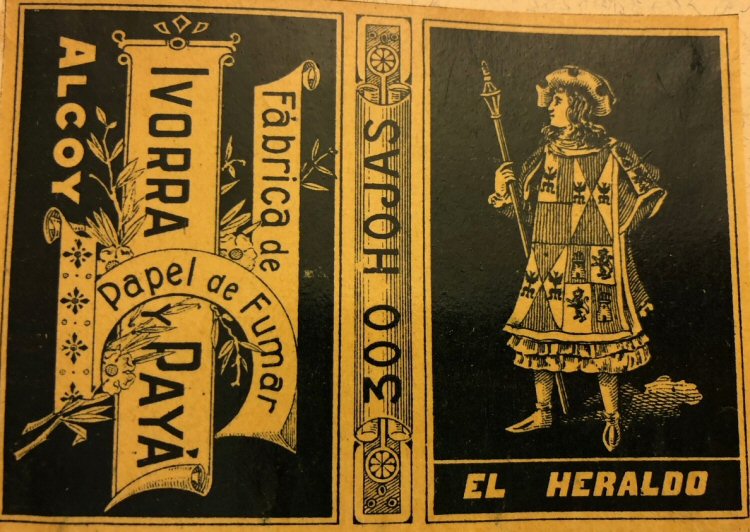 Fábrica de
Papel de Fumar
IVORRA
Y PAYÁ
ALCOY
300 HOJAS
EL HERALDO